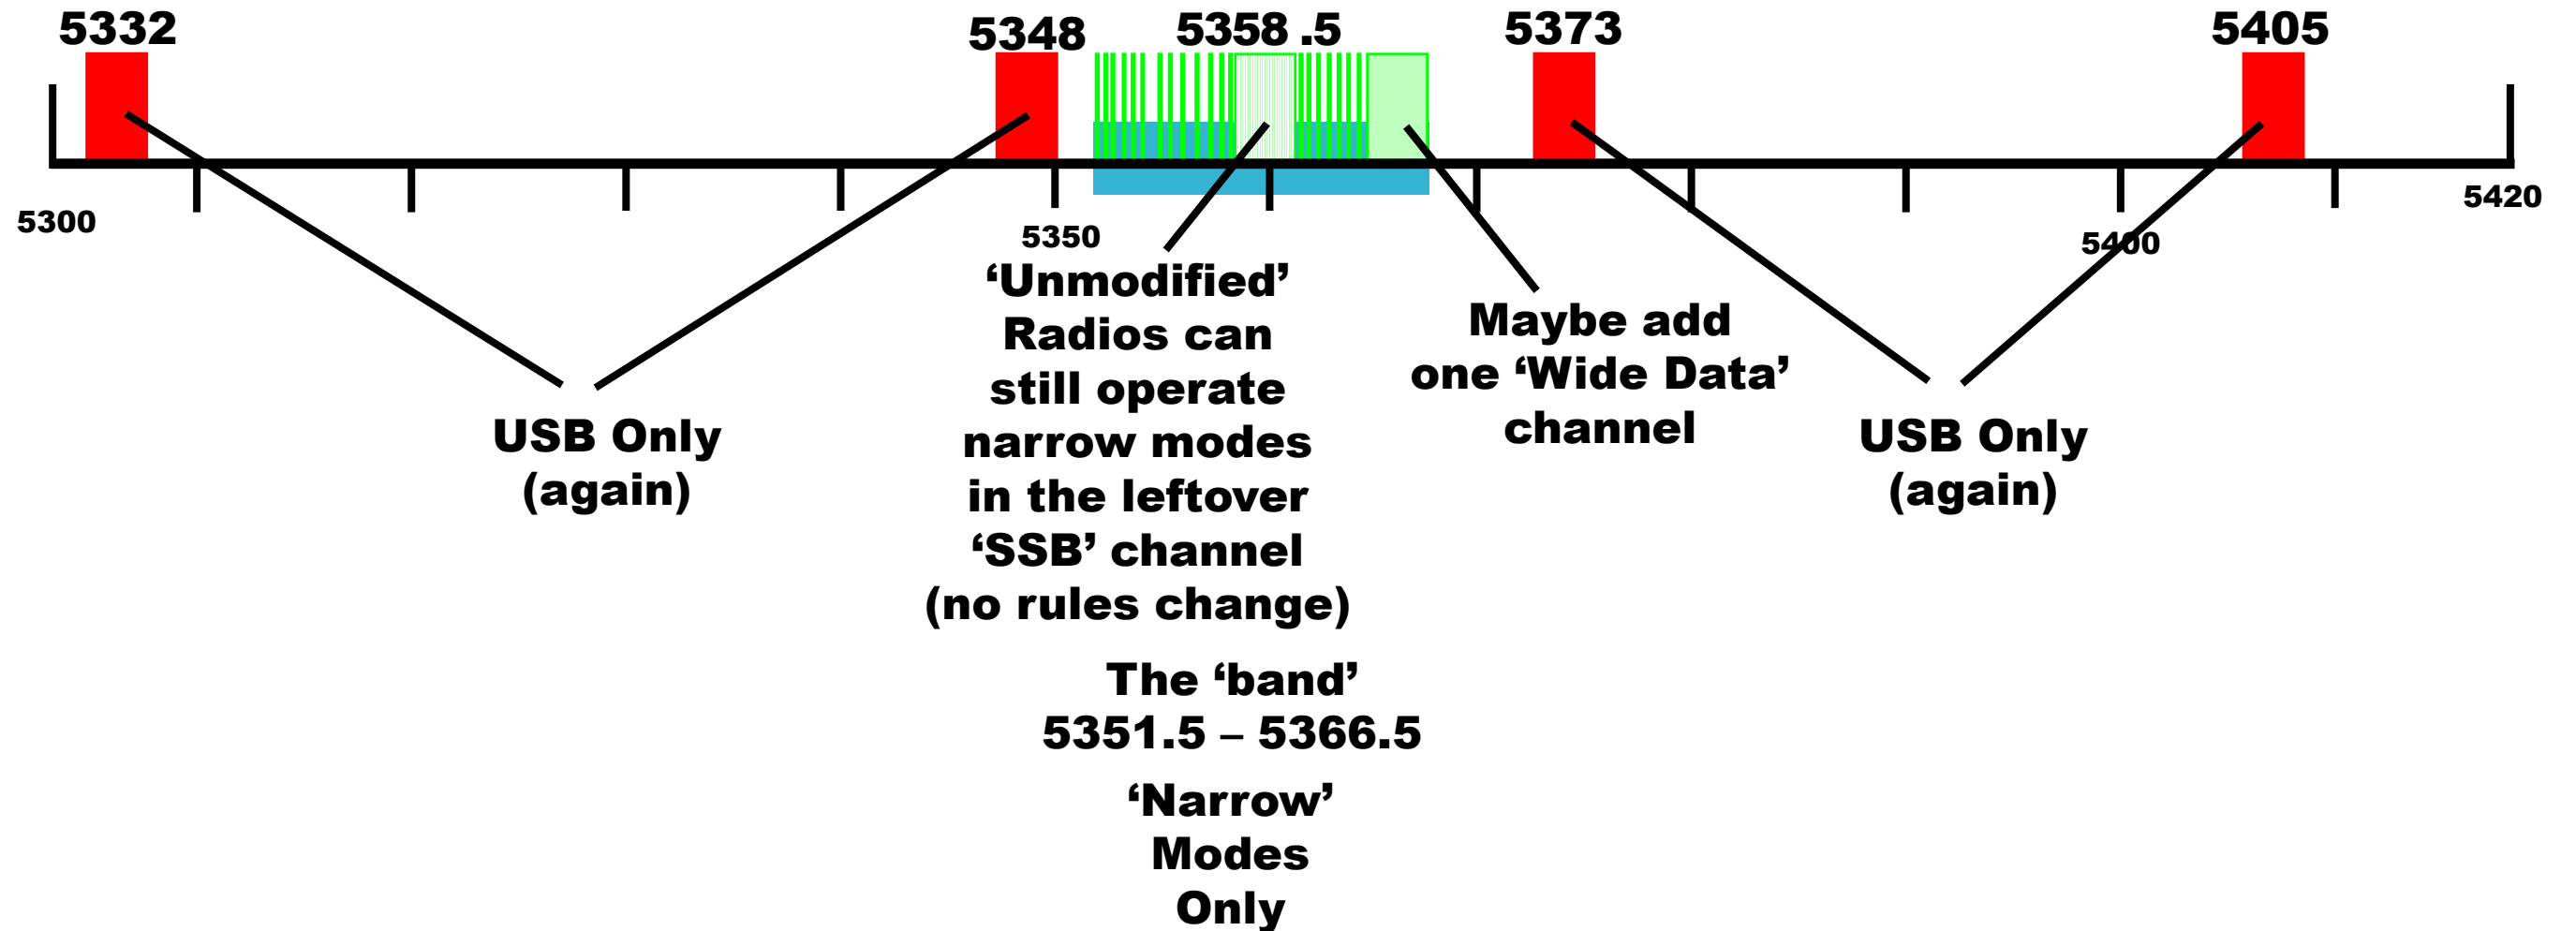 5332
5348
5358 .5
5373
5405
5300
5350
5400
5420
‘Unmodified’
Radios can
still operate
narrow modes
in the leftover
‘SSB’ channel
(no rules change)
Maybe add
one ‘Wide Data’
channel
USB Only
(again)
USB Only
(again)
The ‘band’
5351.5 – 5366.5
‘Narrow’
Modes
Only